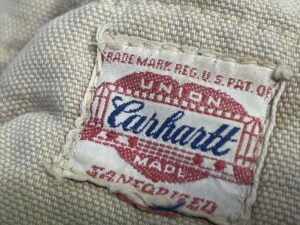 TRADE MARK REG. U.S. PAT. OF
UNION
Carhartt
MADE
SANFORIZED